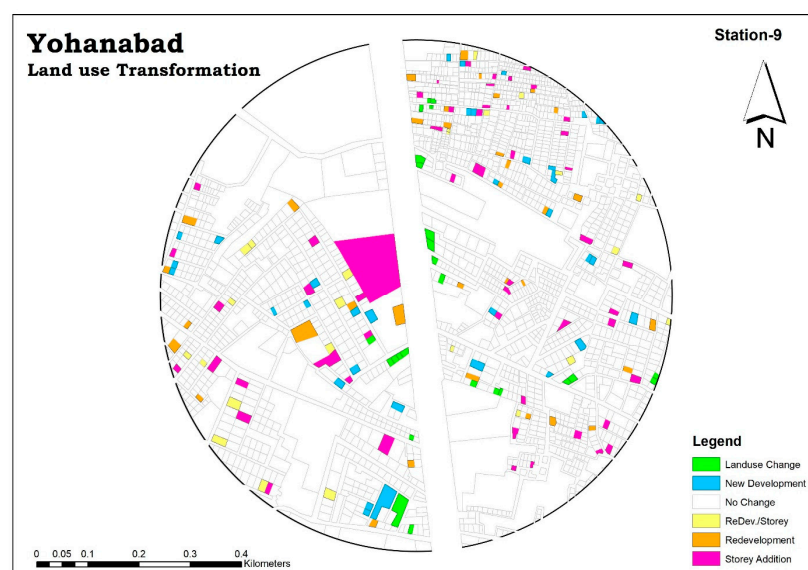 Yohanabad
Land use Transformation
Station-9
N
Legend
Landuse Change
New Development
No Change
ReDev./Storey
Redevelopment
Storey Addition
0 0.05 0.1 0.2 0.3 0.4
Kilometers